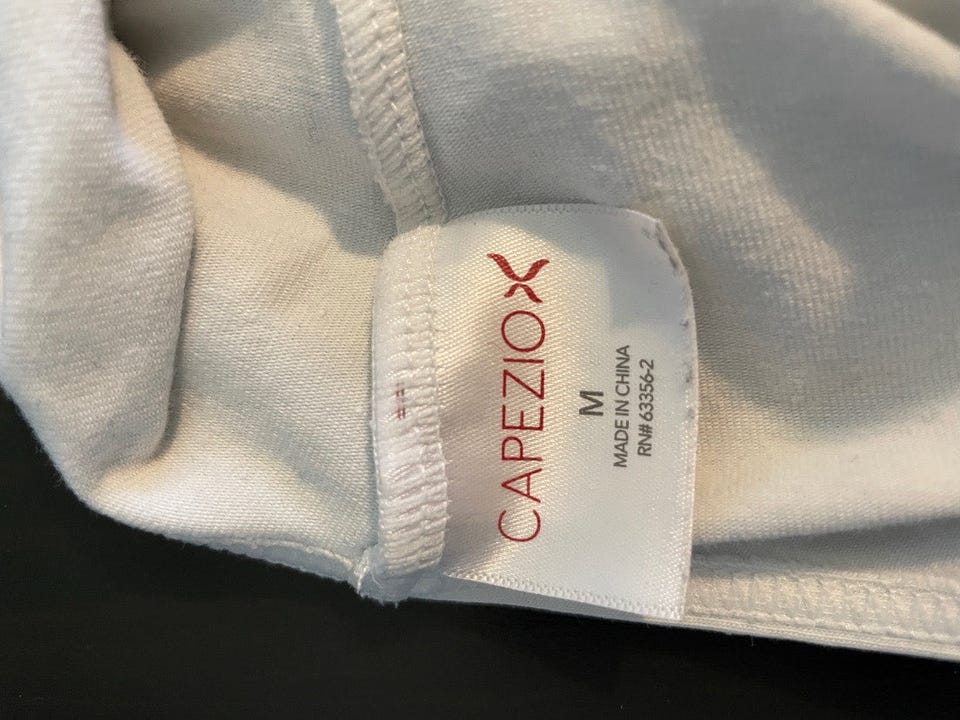 CAPEZIO
M
MADE IN CHINA
RN# 63356-2